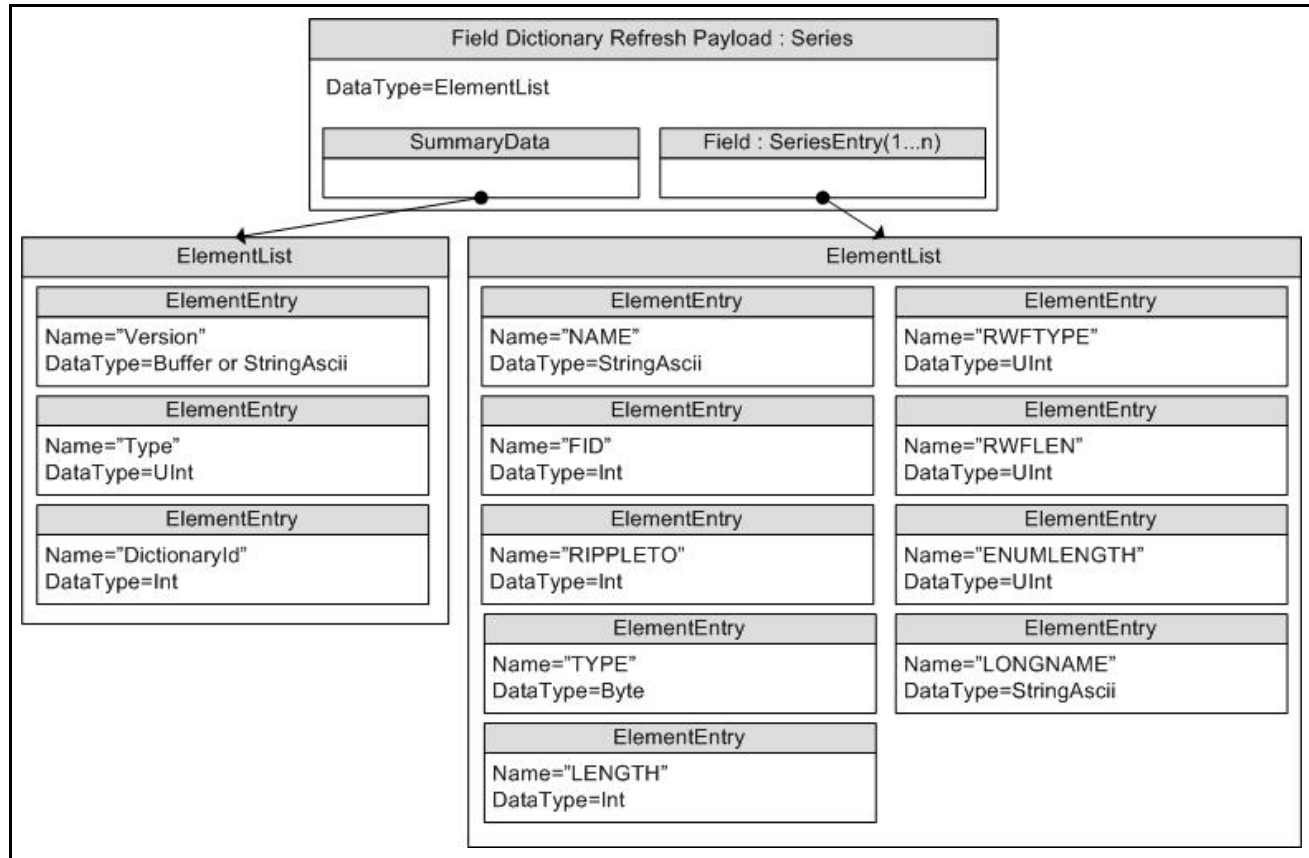 Field Dictionary Refresh Payload : Series
DataType=ElementList
SummaryData
Field : SeriesEntry(1...n)
ElementList
ElementEntry
Name=”Version”
DataType=Buffer or StringAscii
ElementEntry
Name=”Type”
DataType=UInt
ElementEntry
Name=”DictionaryId”
DataType=Int
ElementList
ElementEntry
Name=”NAME”
DataType=StringAscii
ElementEntry
Name=”FID”
DataType=Int
ElementEntry
Name=”RIPPLETO”
DataType=Int
ElementEntry
Name=”TYPE”
DataType=Byte
ElementEntry
Name=”LENGTH”
DataType=Int
ElementEntry
Name=”RWFTYPE”
DataType=UInt
ElementEntry
Name=”RWFLEN”
DataType=UInt
ElementEntry
Name=”ENUMLENGTH”
DataType=UInt
ElementEntry
Name=”LONGNAME”
DataType=StringAscii